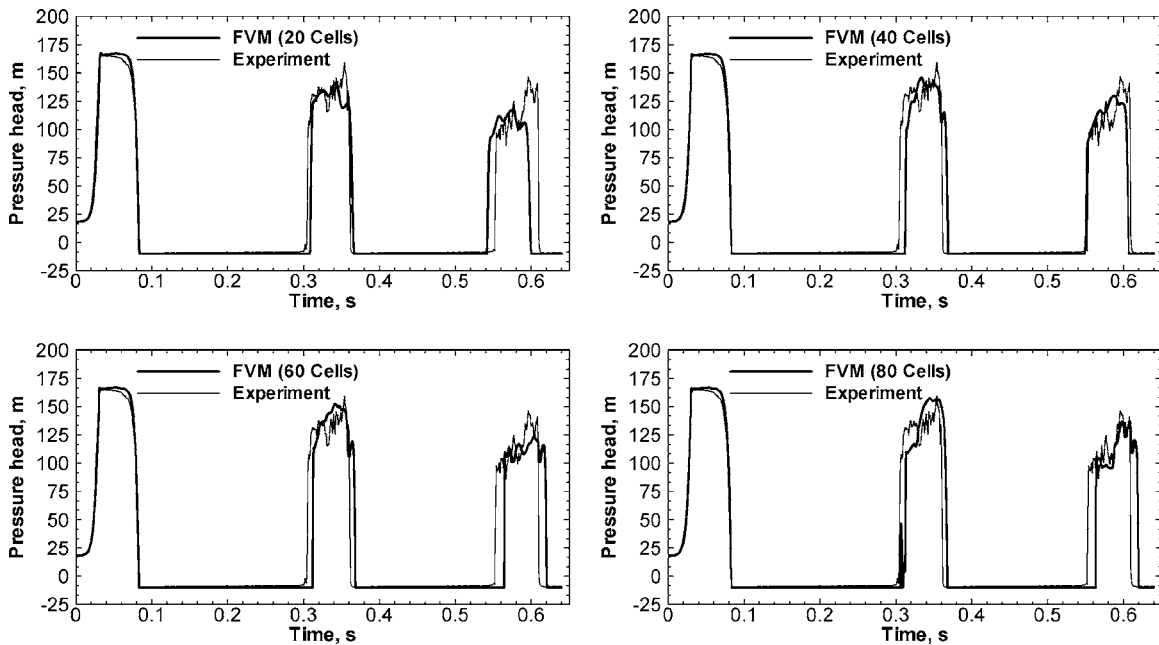 200
175
150
125
100
75
50
25
0
-25
Pressure head, m
FVM (20 Cells)
Experiment
0 0.1 0.2 0.3 0.4 0.5 0.6
Time, s
200
175
150
125
100
75
50
25
0
-25
Pressure head, m
FVM (40 Cells)
Experiment
0 0.1 0.2 0.3 0.4 0.5 0.6
Time, s
200
175
150
125
100
75
50
25
0
-25
Pressure head, m
FVM (60 Cells)
Experiment
0 0.1 0.2 0.3 0.4 0.5 0.6
Time, s
200
175
150
125
100
75
50
25
0
-25
Pressure head, m
FVM (80 Cells)
Experiment
0 0.1 0.2 0.3 0.4 0.5 0.6
Time, s